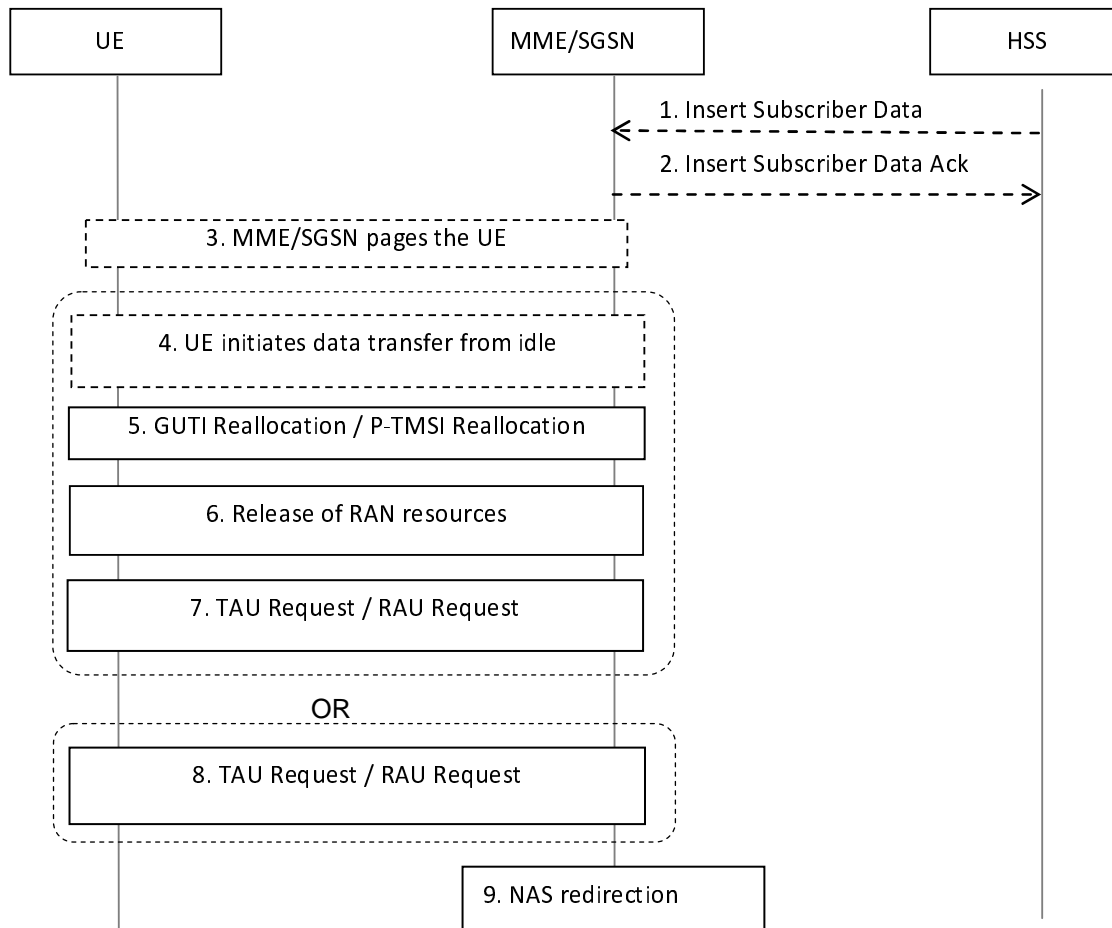 UE
MME/SGSN
HSS
1. Insert Subscriber Data
2. Insert Subscriber Data Ack
3. MME/SGSN pages the UE
4. UE initiates data transfer from idle
5. GUTI Reallocation / P-TMSI Reallocation
6. Release of RAN resources
7. TAU Request / RAU Request
OR
8. TAU Request / RAU Request
9. NAS redirection